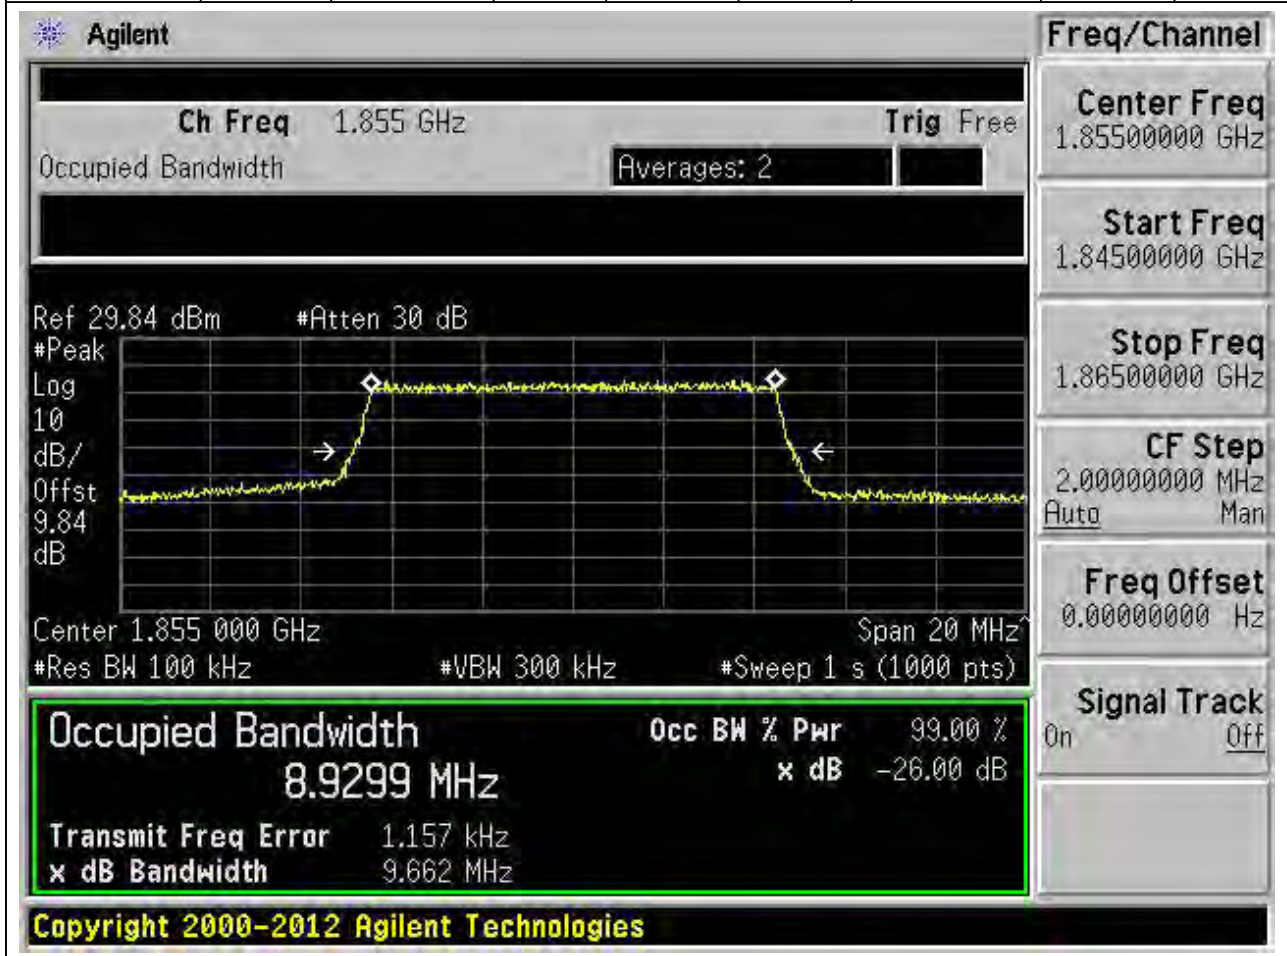 Agilent
Freq/Channel
Ch Freq 1.855 GHz Trig Free
Occupied Bandwidth Averages: 2
Center Freq
1.85500000 GHz
Start Freq
1.84500000 GHz
Stop Freq
1.86500000 GHz
CF Step
2.00000000 MHz
Auto Man
Freq Offset
0.00000000 Hz
Signal Track
On Off
Ref 29.84 dBm #Atten 30 dB
#Peak
Log
10
dB/
Offst
9.84
dB
Center 1.855 000 GHz Span 20 MHz^
#Res BW 100 kHz #VBW 300 kHz #Sweep 1 s (1000 pts)
Occupied Bandwidth Occ BW % Pwr 99.00 %
8.9299 MHz x dB -26.00 dB
Transmit Freq Error 1.157 kHz
x dB Bandwidth 9.662 MHz
Copyright 2000-2012 Agilent Technologies